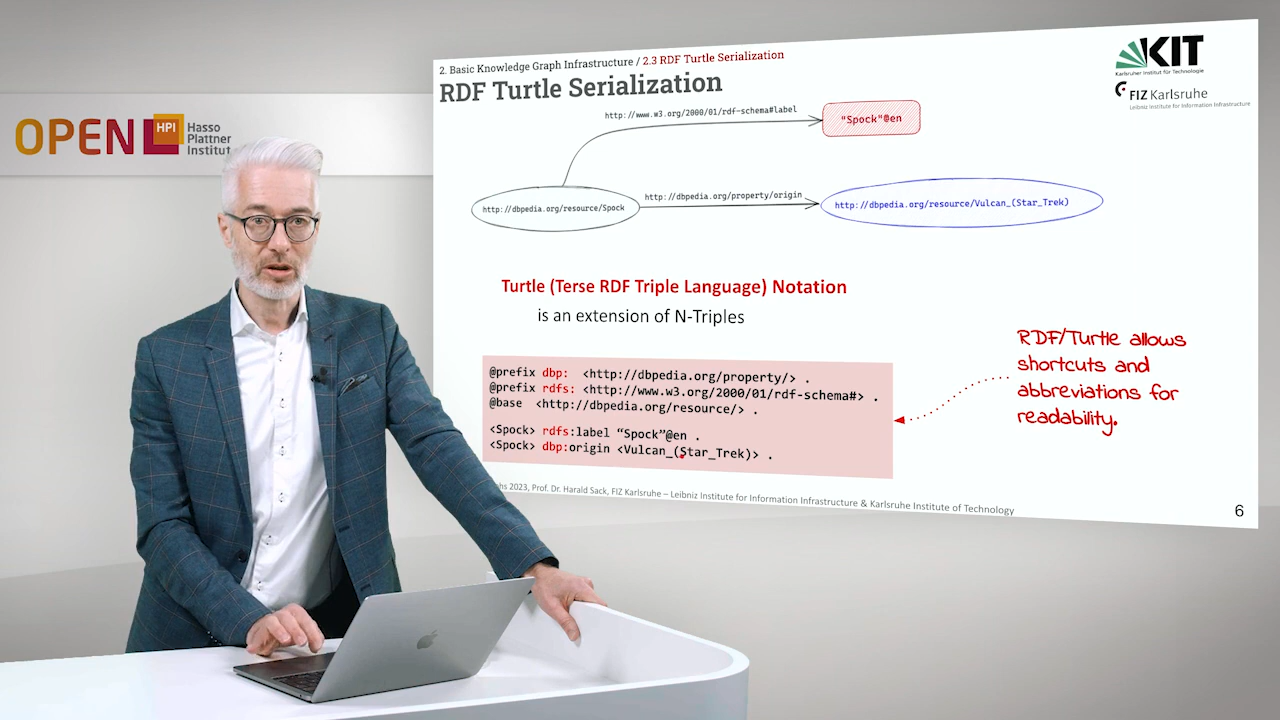 OPEN HPI Hasso
Plattner
Institut
2. Basic Knowledge Graph Infrastructure / 2.3 RDF Turtle Serialization
RDF Turtle Serialization
KIT
Karlsruher Institut für Technologie
FIZ Karlsruhe
Leibniz Institute for Information Infrastructure
http://www.w3.org/2000/01/rdf-schema#label
"Spock"@en
http://dbpedia.org/resource/Spock
http://dbpedia.org/property/origin
http://dbpedia.org/resource/Vulcan_(Star_Trek)
Turtle (Terse RDF Triple Language) Notation
is an extension of N-Triples
@prefix dbp: <http://dbpedia.org/property/> .
@prefix rdfs: <http://www.w3.org/2000/01/rdf-schema#> .
@base <http://dbpedia.org/resource/> .
<Spock> rdfs:label “Spock”@en .
<Spock> dbp:origin <Vulcan_(Star_Trek)> .
RDF/Turtle allows
shortcuts and
abbreviations for
readability.
2023, Prof. Dr. Harald Sack, FIZ Karlsruhe – Leibniz Institute for Information Infrastructure & Karlsruhe Institute of Technology
6